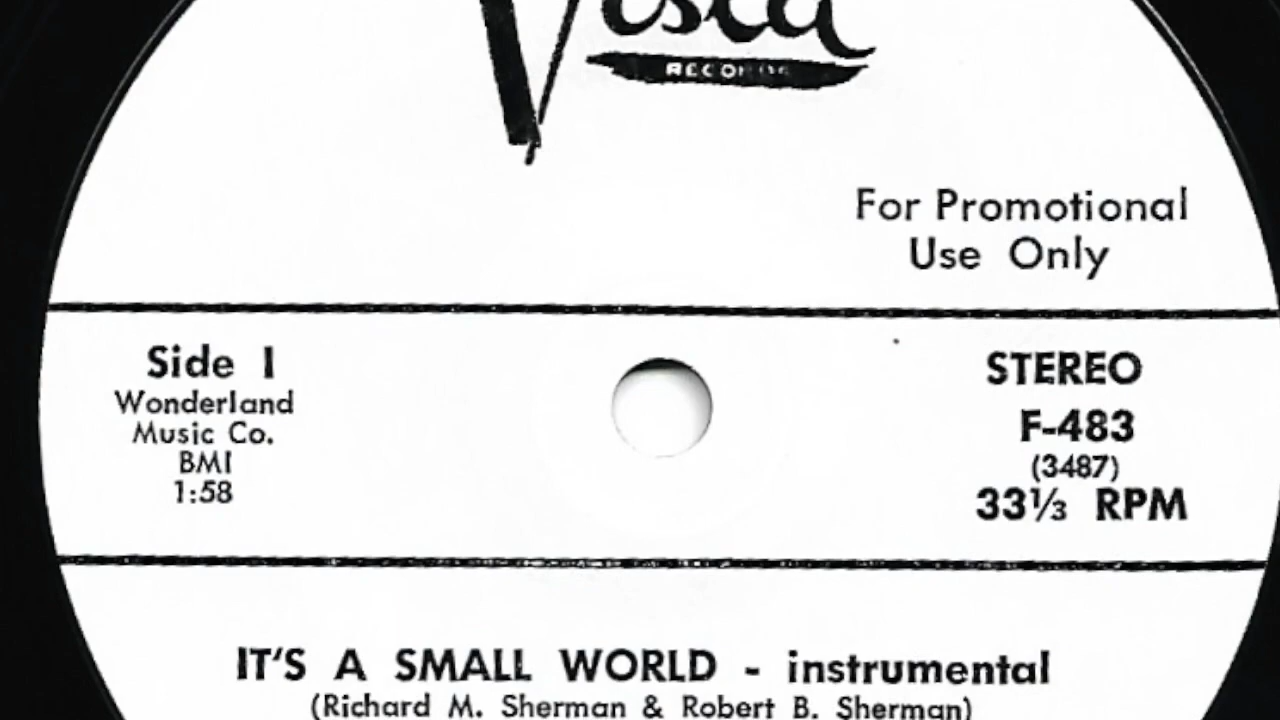 Vista
RECORDS
For Promotional
Use Only
Side 1
Wonderland
Music Co.
BMI
1:58
STEREO
F-483
(3487)
33⅓ RPM
IT'S A SMALL WORLD - instrumental
(Richard M. Sherman & Robert B. Sherman)